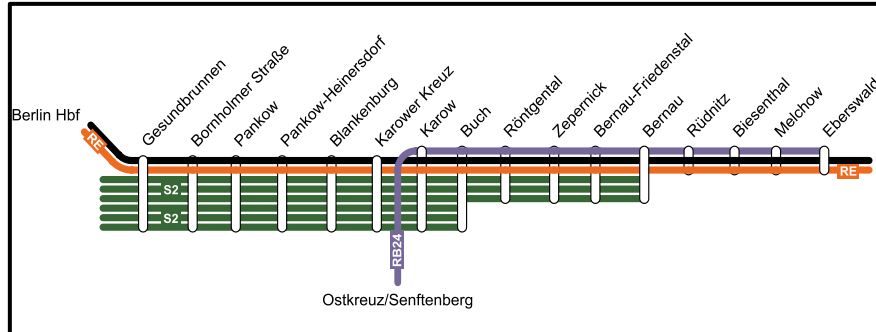 Berlin Hbf
Gesundbrunnen
Bornholmer Straße
Pankow
Pankow-Heinersdorf
Blankenburg
Karower Kreuz
Karow
Buch
Röntgental
Zepernick
Bernau-Friedenstal
Bernau
Rüdnitz
Biesenthal
Melchow
Eberswald
RE
RE
S2
S2
RB24
Ostkreuz/Senftenberg